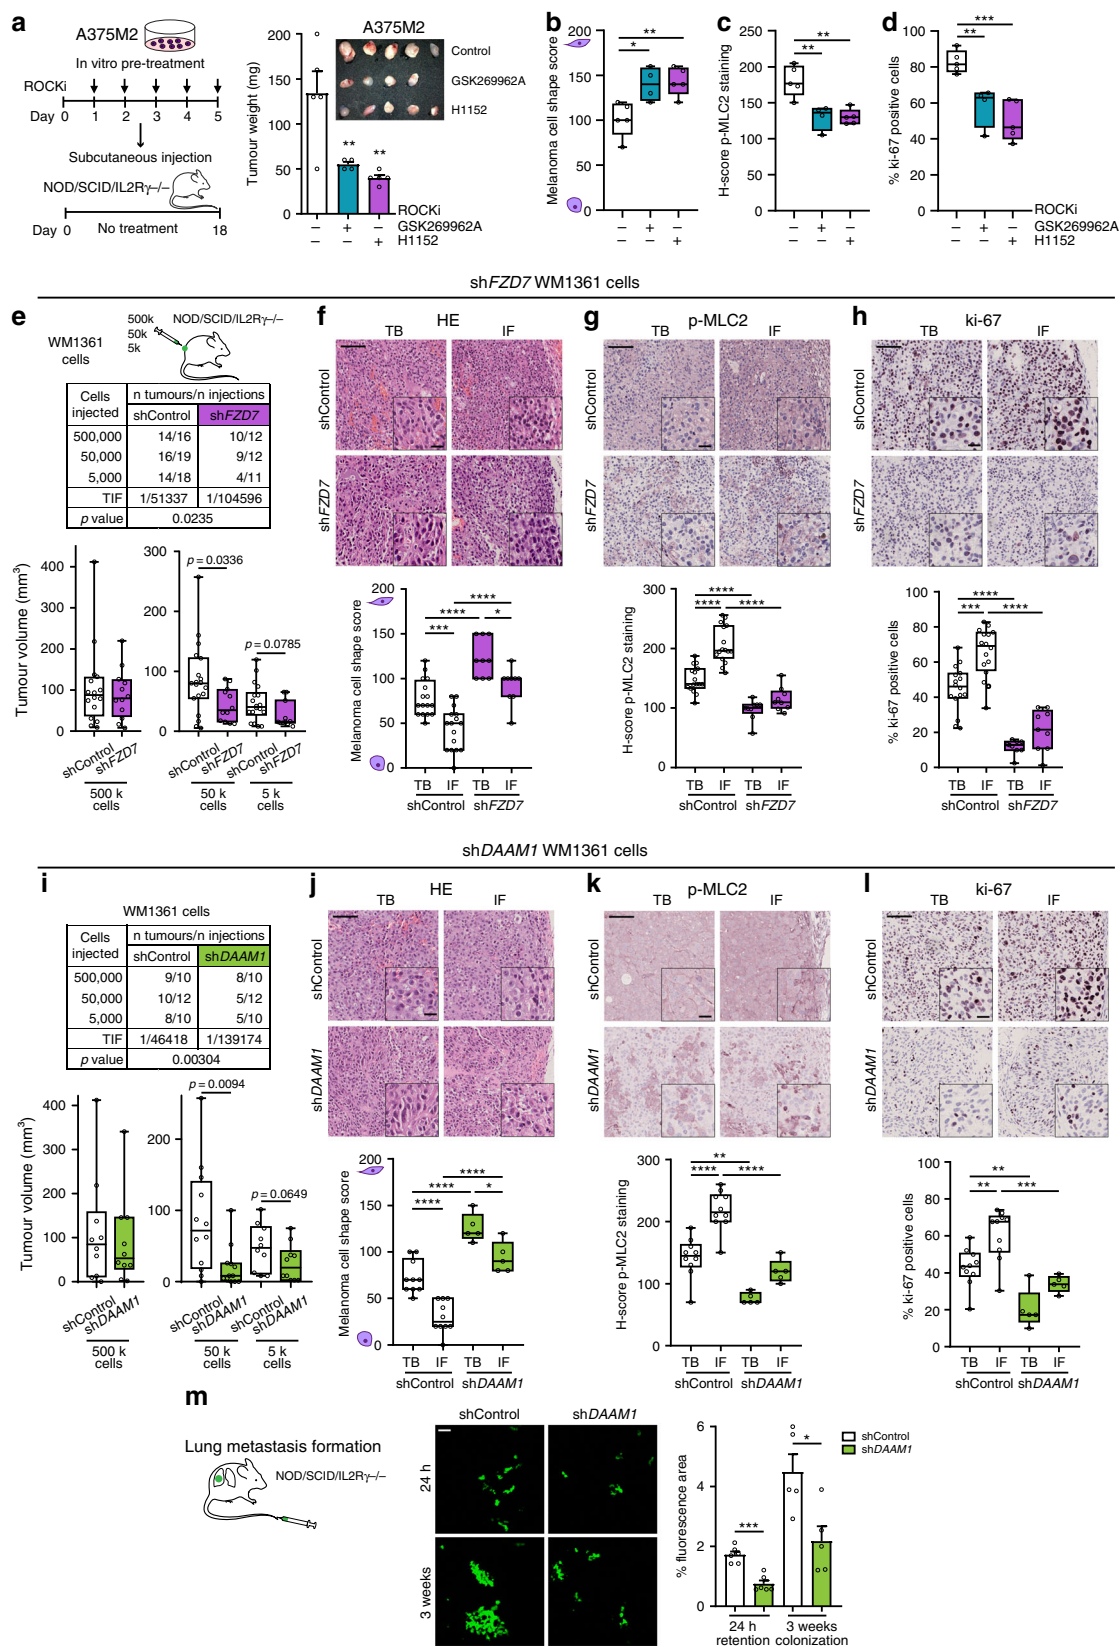 a
A375M2
In vitro pre-treatment
ROCKi
Day 0 1 2 3 4 5
Subcutaneous injection
NOD/SCID/IL2Rγ–/–
Day 0 No treatment 18
A375M2
Tumour weight (mg)
200
150
100
50
0
Control
GSK269962A
H1152
** **
ROCKi
– + – GSK269962A
– – + H1152
b
Melanoma cell shape score
200
150
100
50
0
**
*
– + –
– – +
c
H-score p-MLC2 staining
250
200
150
100
50
0
**
**
– + –
– – +
d
% ki-67 positive cells
100
80
60
40
20
0
***
**
ROCKi
– + – GSK269962A
– – + H1152
shFZD7 WM1361 cells
e
WM1361 cells
500k
50k
5k
NOD/SCID/IL2Rγ–/–
Cells injected n tumours/n injections
shControl shFZD7
500,000 14/16 10/12
50,000 16/19 9/12
5,000 14/18 4/11
TIF 1/51337 1/104596
p value 0.0235
Tumour volume (mm³)
400
300
200
100
0
300
200
100
0
p = 0.0336
p = 0.0785
shControl shFZD7 shControl shFZD7 shControl shFZD7
500 k cells 50 k cells 5 k cells
f
HE
TB IF
shControl
shFZD7
Melanoma cell shape score
200
150
100
50
0
****
****
*** *
TB IF TB IF
shControl shFZD7
g
p-MLC2
TB IF
shControl
shFZD7
H-score p-MLC2 staining
300
200
100
0
****
**** ****
TB IF TB IF
shControl shFZD7
h
ki-67
TB IF
shControl
shFZD7
% ki-67 positive cells
100
80
60
40
20
0
****
*** ****
TB IF TB IF
shControl shFZD7
shDAAM1 WM1361 cells
i
WM1361 cells
Cells injected n tumours/n injections
shControl shDAAM1
500,000 9/10 8/10
50,000 10/12 5/12
5,000 8/10 5/10
TIF 1/46418 1/139174
p value 0.00304
Tumour volume (mm³)
400
200
0
200
100
0
p = 0.0094
p = 0.0649
shControl shDAAM1 shControl shDAAM1 shControl shDAAM1
500 k cells 50 k cells 5 k cells
j
HE
TB IF
shControl
shDAAM1
Melanoma cell shape score
200
150
100
50
0
****
****
**** *
TB IF TB IF
shControl shDAAM1
k
p-MLC2
TB IF
shControl
shDAAM1
H-score p-MLC2 staining
300
200
100
0
**
**** ****
TB IF TB IF
shControl shDAAM1
l
ki-67
TB IF
shControl
shDAAM1
% ki-67 positive cells
100
80
60
40
20
0
**
** ***
TB IF TB IF
shControl shDAAM1
m
Lung metastasis formation
NOD/SCID/IL2Rγ–/–
shControl shDAAM1
24 h
3 weeks
% fluorescence area
6
4
2
0
***
*
shControl
shDAAM1
24 h retention
3 weeks colonization